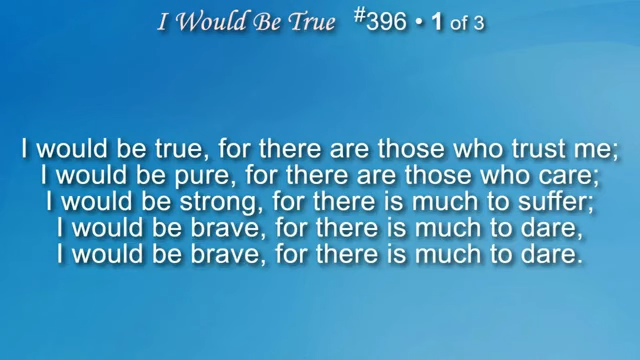 I Would Be True #396 • 1 of 3
I would be true, for there are those who trust me;
I would be pure, for there are those who care;
I would be strong, for there is much to suffer;
I would be brave, for there is much to dare,
I would be brave, for there is much to dare.